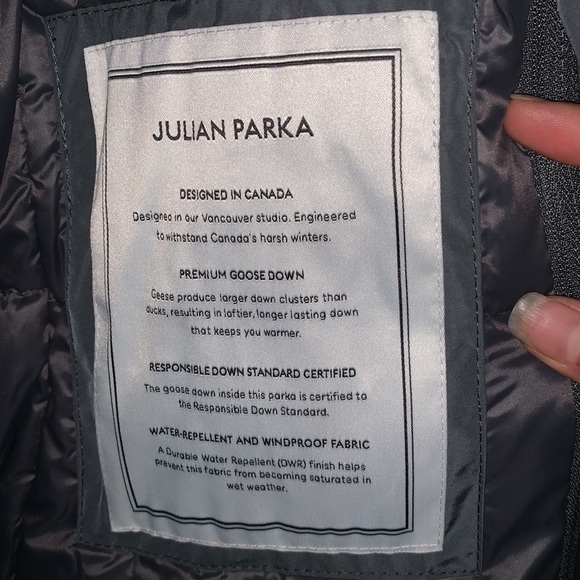 JULIAN PARKA
DESIGNED IN CANADA
Designed in our Vancouver studio. Engineered
to withstand Canada's harsh winters.
PREMIUM GOOSE DOWN
Geese produce larger down clusters than
ducks, resulting in loftier, longer lasting down
that keeps you warmer.
RESPONSIBLE DOWN STANDARD CERTIFIED
The goose down inside this parka is certified to
the Responsible Down Standard.
WATER-REPELLENT AND WINDPROOF FABRIC
A Durable Water Repellent (DWR) finish helps
prevent this fabric from becoming saturated in
wet weather.